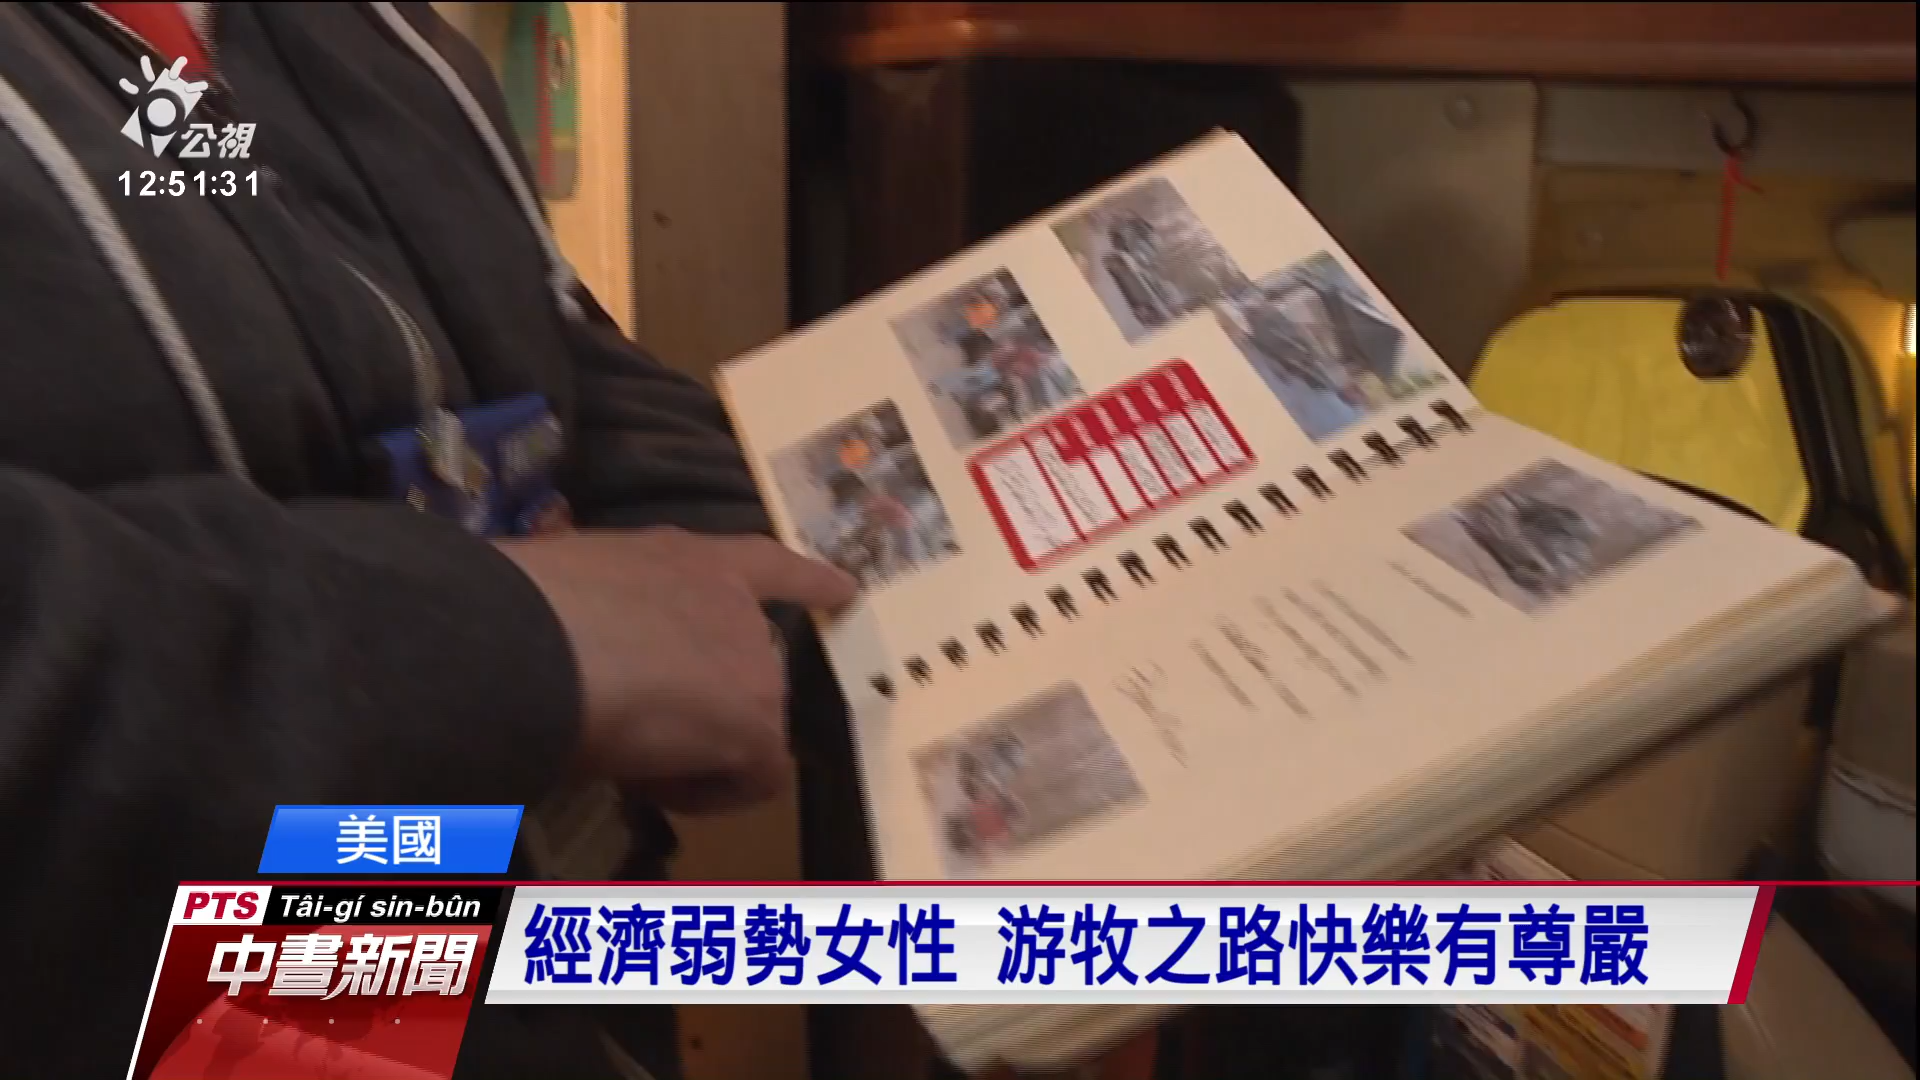 公視
12:51:31
美國
PTS Tâi-gí sin-bûn
中晝新聞
經濟弱勢女性 游牧之路快樂有尊嚴